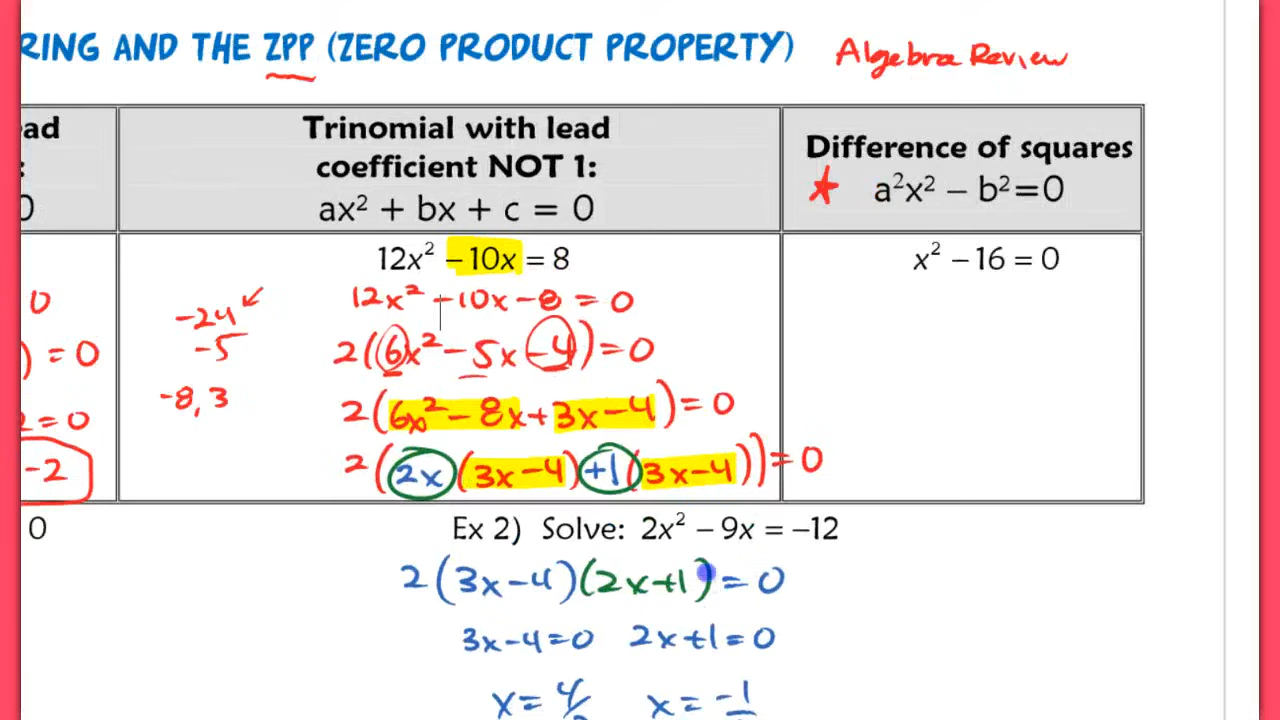 RING AND THE ZPP (ZERO PRODUCT PROPERTY) Algebra Review
ead
:
0
Trinomial with lead
coefficient NOT 1:
ax² + bx + c = 0
Difference of squares
★ a²x² – b²=0
0
) = 0
2=0
-2
12x² – 10x = 8
12x² -10x -8 = 0
-24
-5
-8, 3
2(6x² - 5x -4) = 0
2(6x² - 8x + 3x - 4) = 0
2(2x(3x-4) +1(3x-4)) = 0
x² – 16 = 0
0
Ex 2) Solve: 2x² – 9x = –12
2(3x-4)(2x+1) = 0
3x-4=0 2x+1=0
x= 4/ x= -1